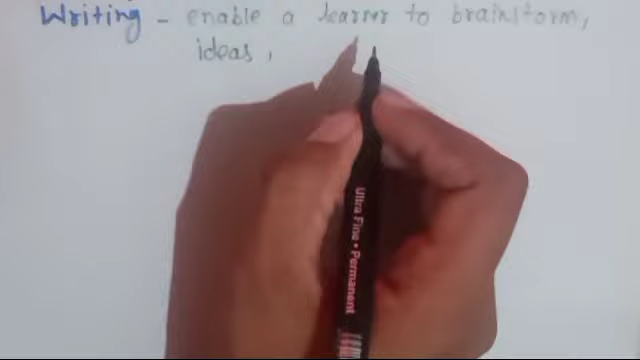 Writing - enable a learner to brainstorm,
ideas,
Ultra Fine • Permanent